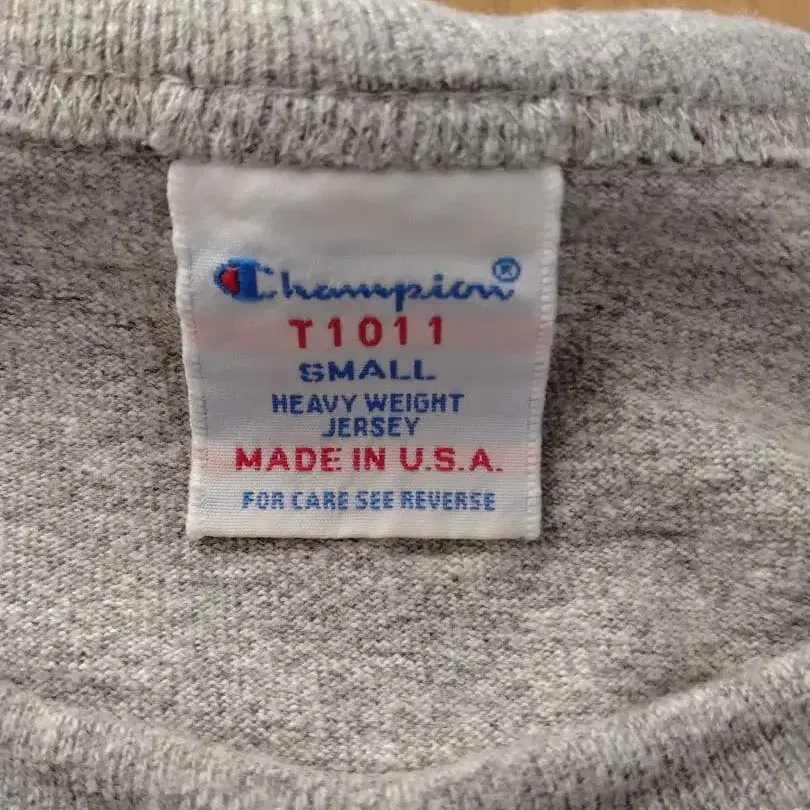 Champion®
T1011
SMALL
HEAVY WEIGHT
JERSEY
MADE IN U.S.A.
FOR CARE SEE REVERSE